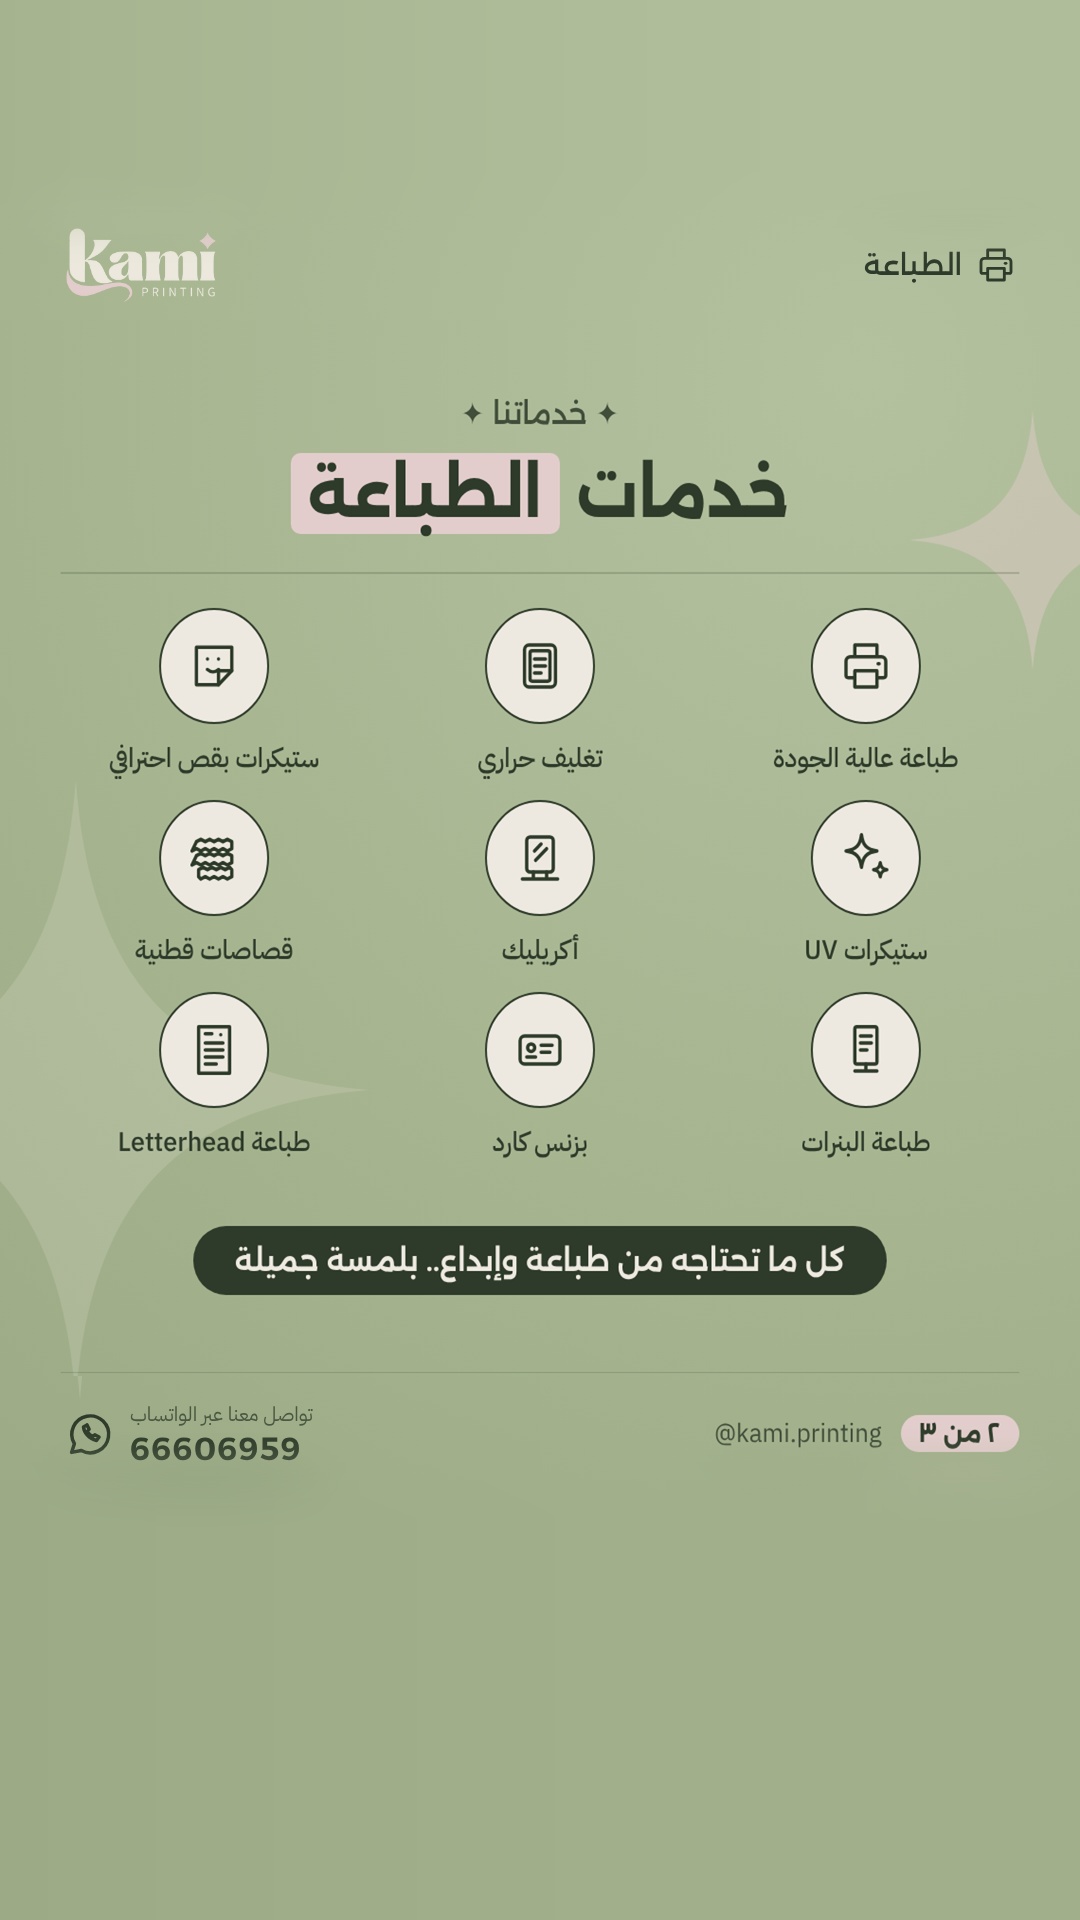 الطباعة
kami
PRINTING
✦ خدماتنا ✦
خدمات الطباعة
طباعة عالية الجودة
تغليف حراري
ستيكرات بقص احترافي
ستيكرات UV
أكريليك
قصاصات قطنية
طباعة البنرات
بزنس كارد
طباعة Letterhead
كل ما تحتاجه من طباعة وإبداع.. بلمسة جميلة
٢ من ٣
@kami.printing
تواصل معنا عبر الواتساب
66606959